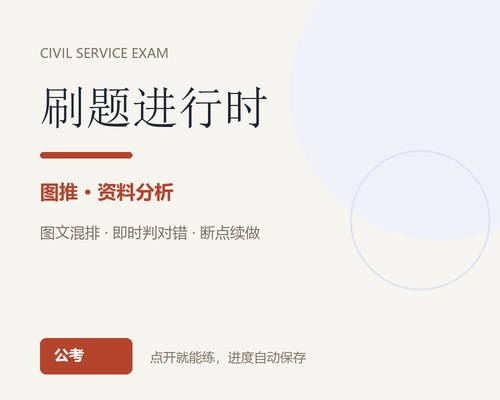 CIVIL SERVICE EXAM
刷题进行时
图推·资料分析
图文混排·即时判对错·断点续做
公考
点开就能练，进度自动保存